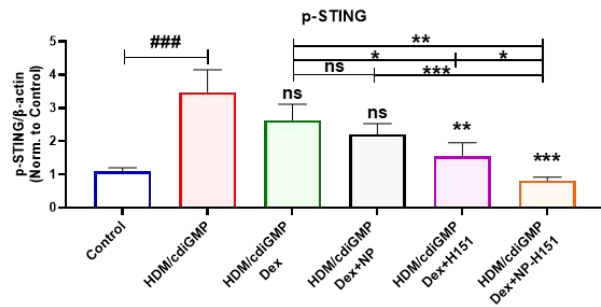 p-STING
p-STING/β-actin
(Norm. to Control)
5
4
3
2
1
0
###
**
*
*
ns
***
ns
ns
**
***
Control
HDM/cdiGMP
HDM/cdiGMP
Dex
HDM/cdiGMP
Dex+NP
HDM/cdiGMP
Dex+H151
HDM/cdiGMP
Dex+NP-H151